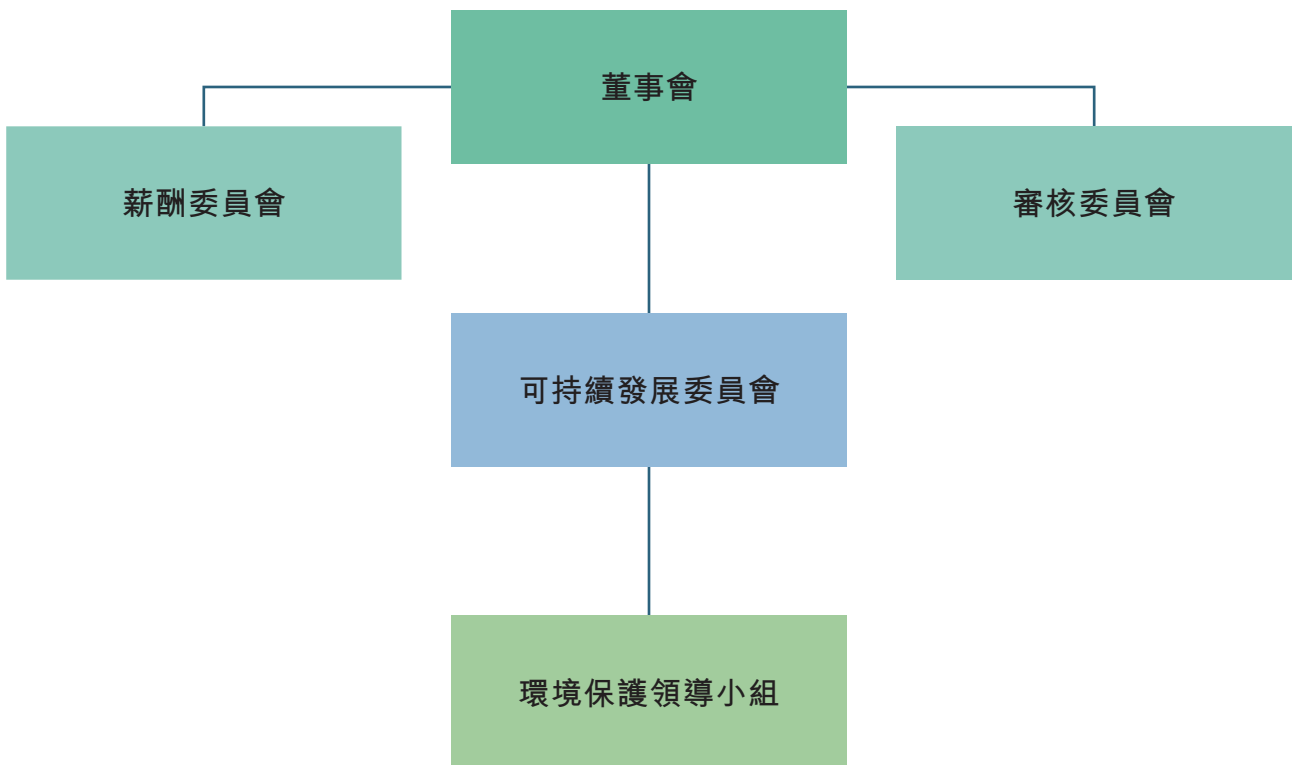 董事會
薪酬委員會
審核委員會
可持續發展委員會
環境保護領導小組